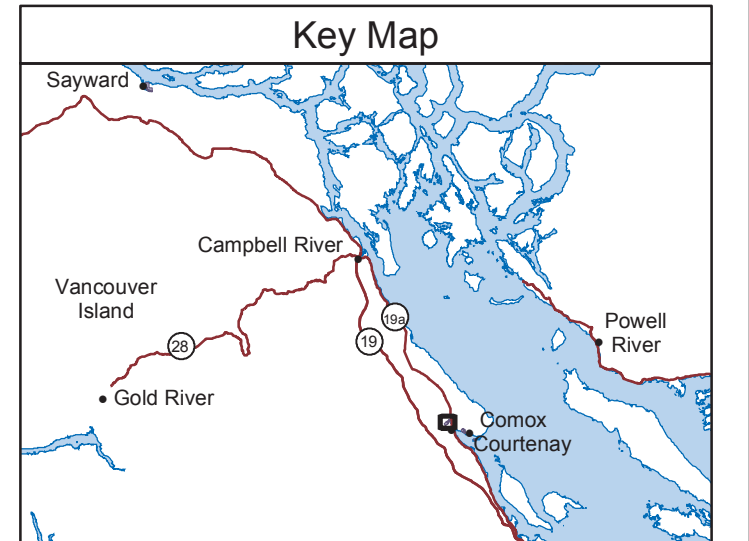 Key Map
Sayward
Campbell River
Vancouver
Island
19a
Powell
River
19
28
Gold River
Comox
Courtenay